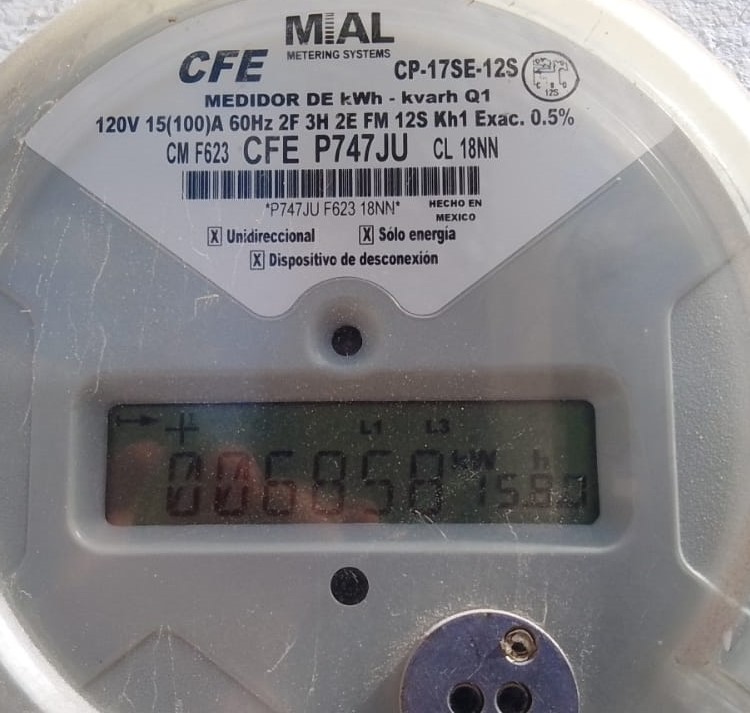 MIAL
METERING SYSTEMS
CFE
CP-17SE-12S
MEDIDOR DE kWh - kvarh Q1
120V 15(100)A 60Hz 2F 3H 2E FM 12S Kh1 Exac. 0.5%
CM F623 CFE P747JU CL 18NN
*P747JU F623 18NN*
HECHO EN
MEXICO
X Unidireccional X Sólo energía
X Dispositivo de desconexión
L1 L3
006858 kW h